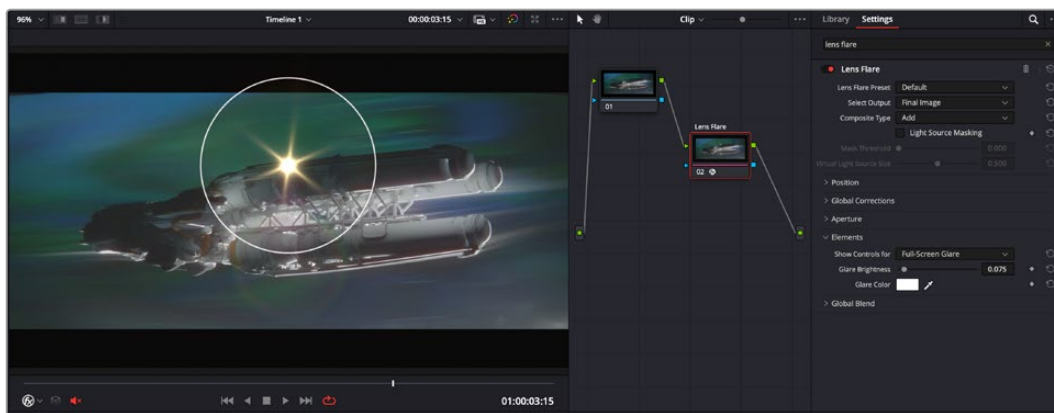 96%
Timeline 1
00:00:03:15
Clip
Library Settings
lens flare
Lens Flare
Lens Flare Preset Default
Select Output Final Image
Composite Type Add
Light Source Masking
Mask Threshold 0.000
Virtual Light Source Size 0.500
Position
Global Corrections
Aperture
Elements
Show Controls for Full-Screen Glare
Glare Brightness 0.075
Glare Color
Global Blend
01
Lens Flare
02
01:00:03:15